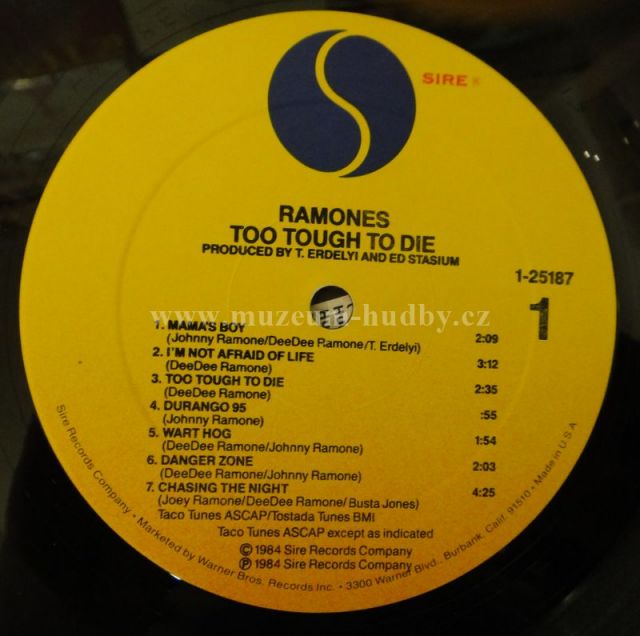 SIRE ®
RAMONES
TOO TOUGH TO DIE
PRODUCED BY T. ERDELYI AND ED STASIUM
1-25187
1
www.muzeum-hudby.cz
1. MAMA'S BOY
(Johnny Ramone/DeeDee Ramone/T. Erdelyi) 2:09
2. I'M NOT AFRAID OF LIFE
(DeeDee Ramone) 3:12
3. TOO TOUGH TO DIE
(DeeDee Ramone) 2:35
4. DURANGO 95
(Johnny Ramone) :55
5. WART HOG
(DeeDee Ramone/Johnny Ramone) 1:54
6. DANGER ZONE
(DeeDee Ramone/Johnny Ramone) 2:03
7. CHASING THE NIGHT
(Joey Ramone/DeeDee Ramone/Busta Jones) 4:25
Taco Tunes ASCAP/Tostada Tunes BMI
Taco Tunes ASCAP except as indicated
© 1984 Sire Records Company
℗ 1984 Sire Records Company
Sire Records Company • Marketed by Warner Bros. Records Inc. • 3300 Warner Blvd., Burbank, Calif. 91510 • Made in U.S.A